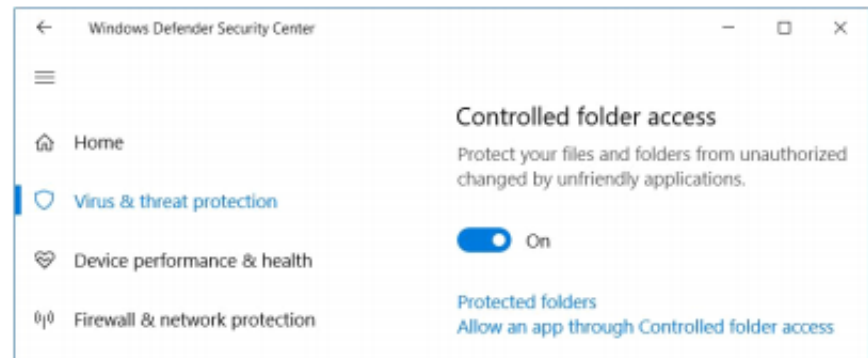 Windows Defender Security Center
Home
Virus & threat protection
Device performance & health
Firewall & network protection
Controlled folder access
Protect your files and folders from unauthorized
changed by unfriendly applications.
On
Protected folders
Allow an app through Controlled folder access